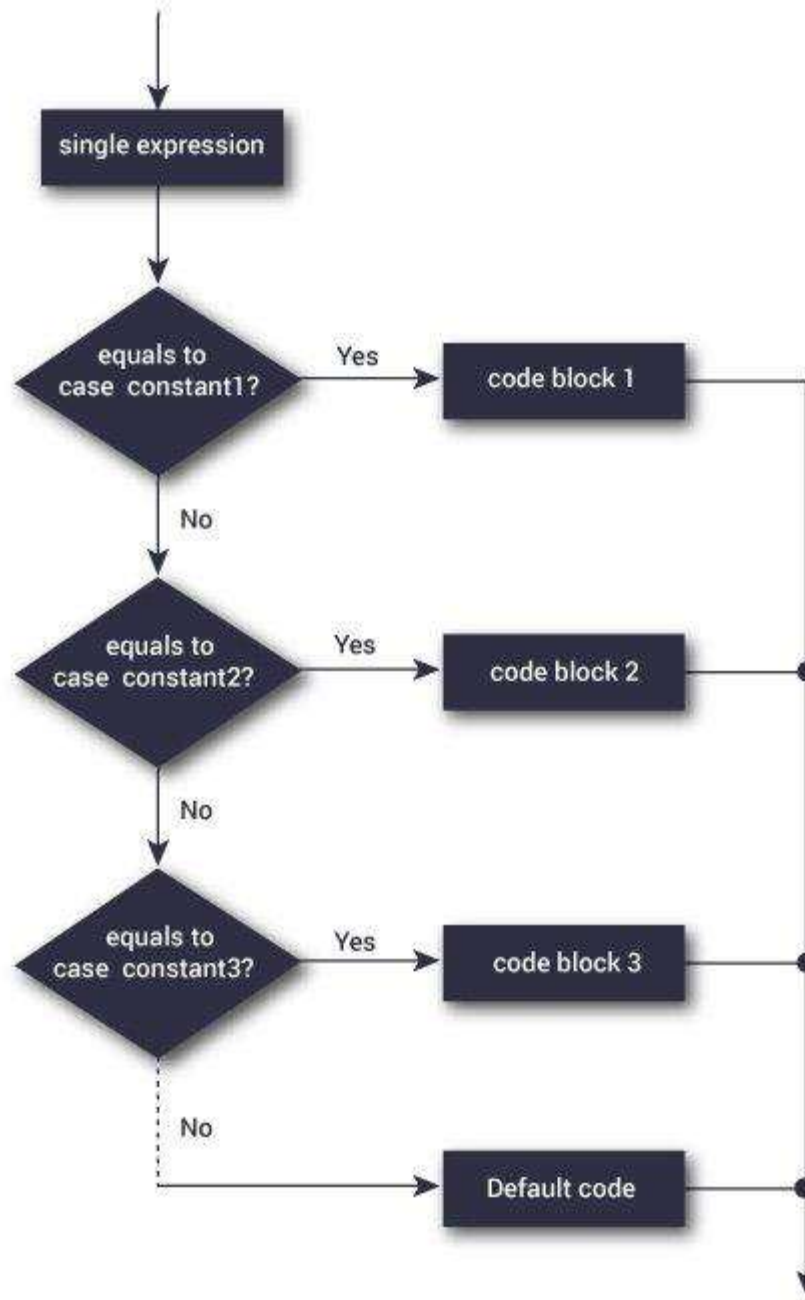 single expression
equals to
case constant1?
Yes
code block 1
No
equals to
case constant2?
Yes
code block 2
No
equals to
case constant3?
Yes
code block 3
No
Default code